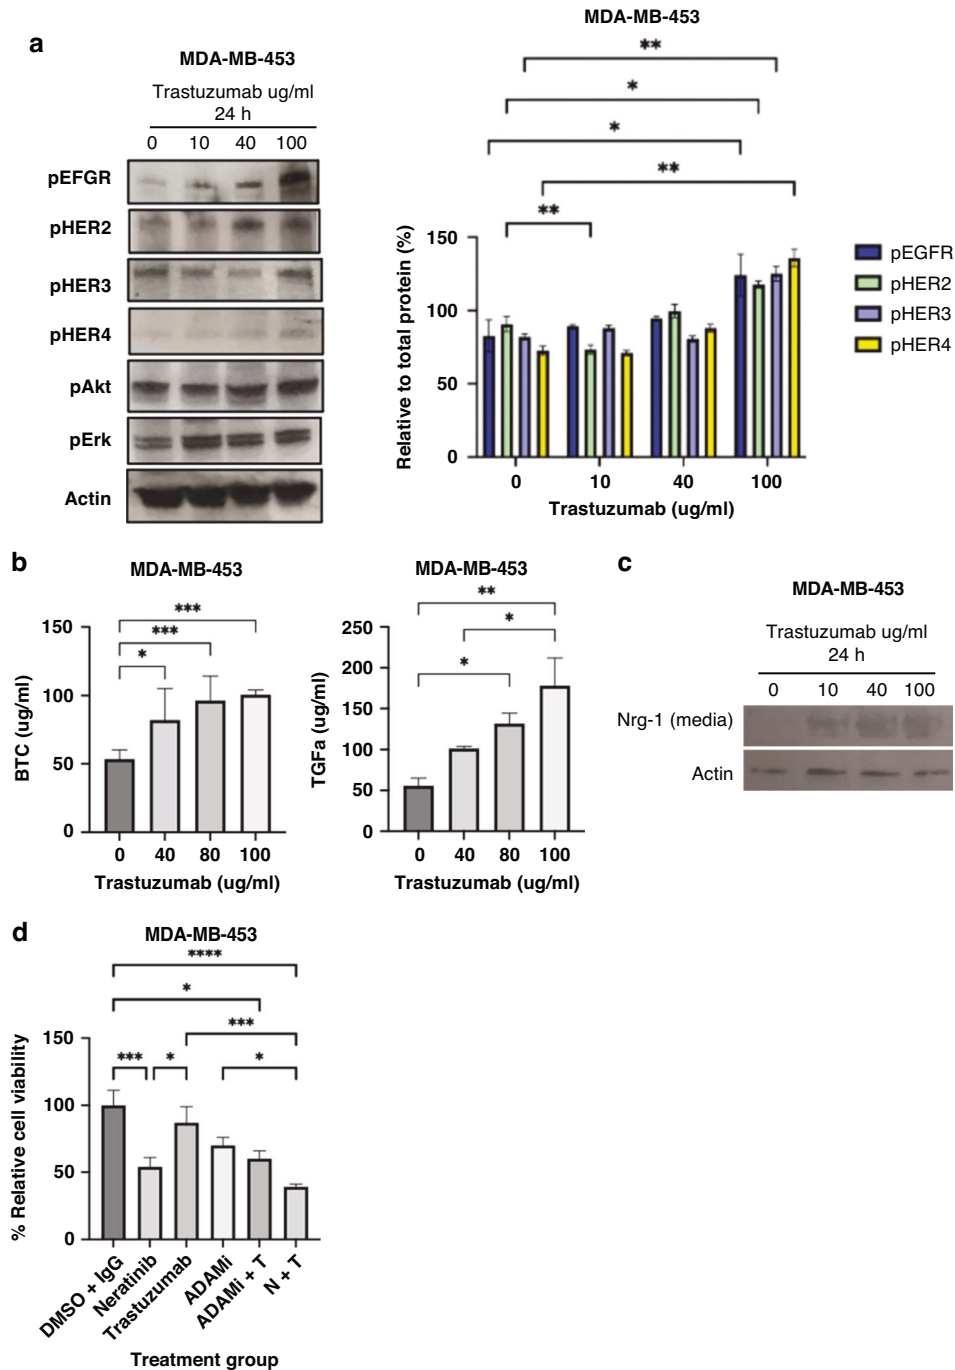 a
MDA-MB-453
Trastuzumab ug/ml
24 h
0 10 40 100
pEFGR
pHER2
pHER3
pHER4
pAkt
pErk
Actin
MDA-MB-453
**
*
*
**
**
Relative to total protein (%)
150
100
50
0
0 10 40 100
Trastuzumab (ug/ml)
pEGFR
pHER2
pHER3
pHER4
b
MDA-MB-453
***
***
*
BTC (ug/ml)
150
100
50
0
0 40 80 100
Trastuzumab (ug/ml)
MDA-MB-453
**
*
*
TGFa (ug/ml)
250
200
150
100
50
0
0 40 80 100
Trastuzumab (ug/ml)
c
MDA-MB-453
Trastuzumab ug/ml
24 h
0 10 40 100
Nrg-1 (media)
Actin
d
MDA-MB-453
****
*
***
*** * *
% Relative cell viability
150
100
50
0
DMSO + IgG
Neratinib
Trastuzumab
ADAMi
ADAMi + T
N + T
Treatment group